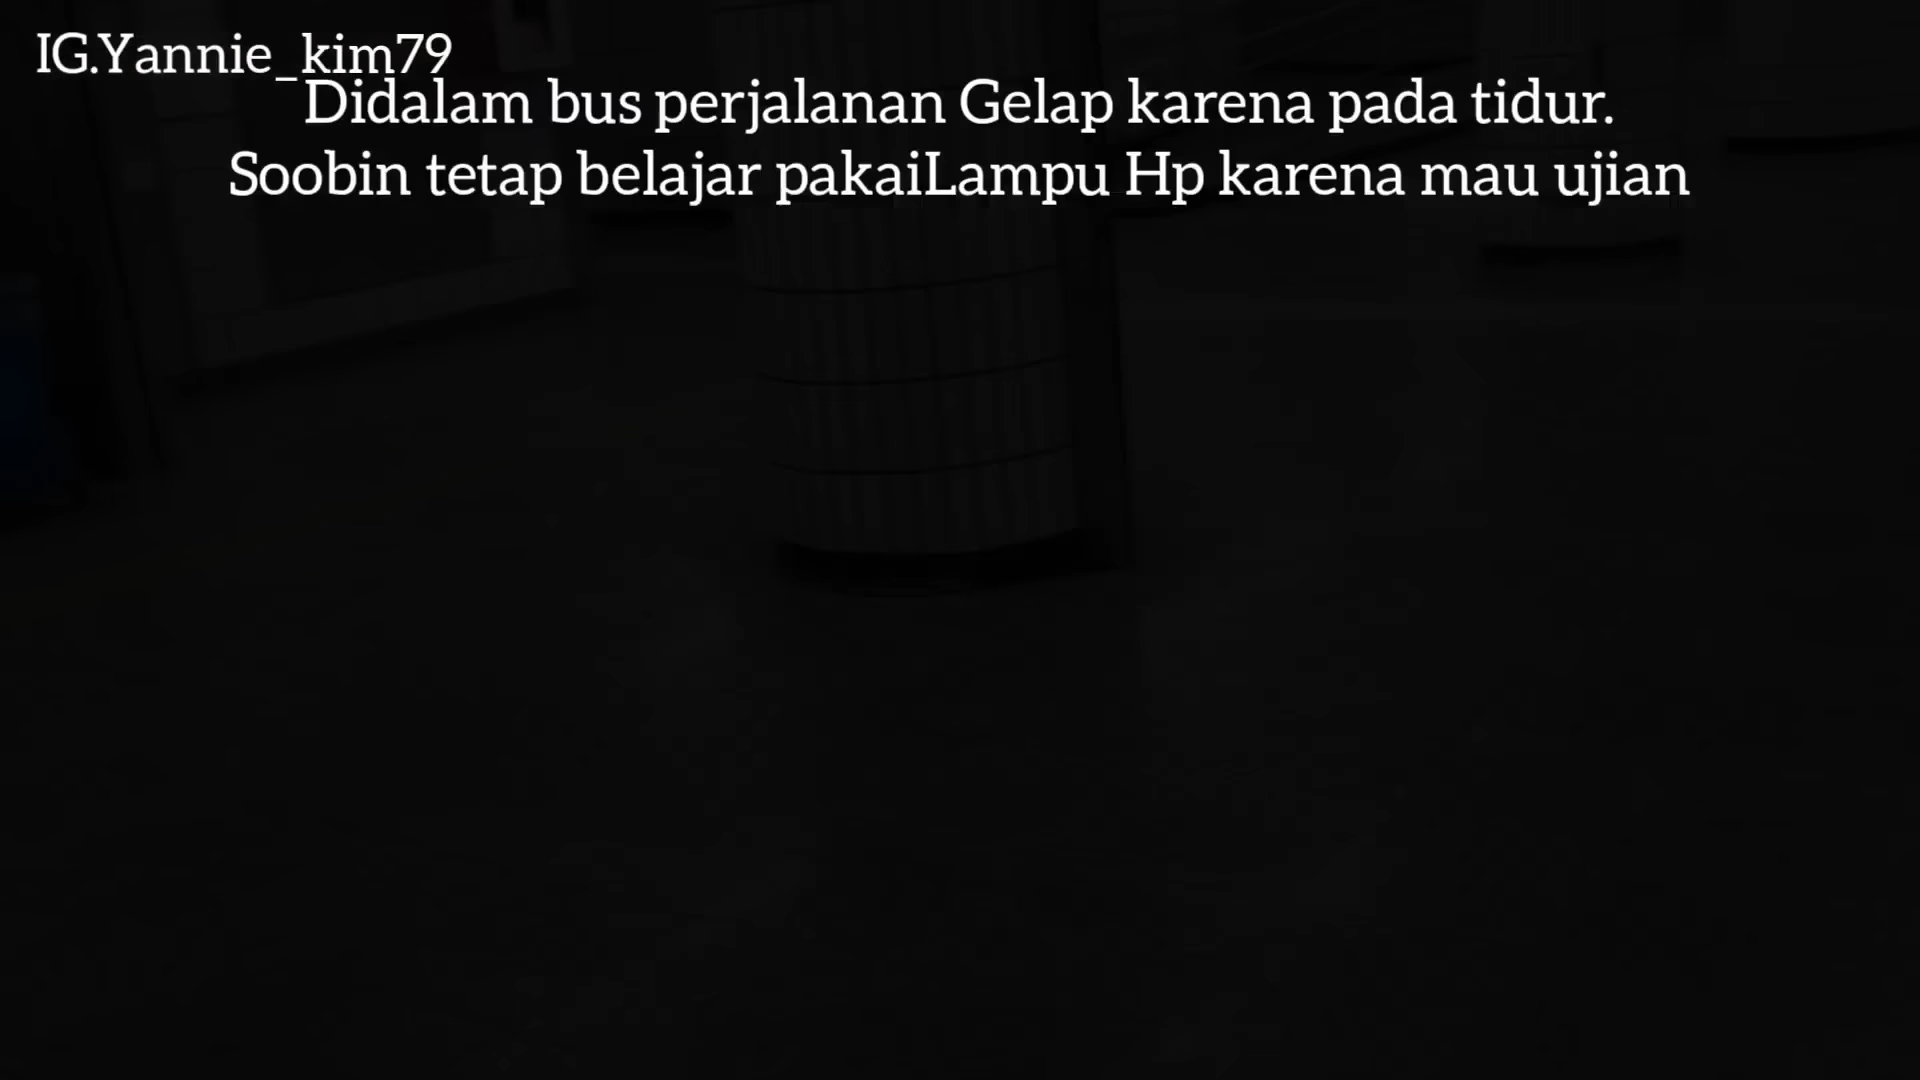 IG.Yannie_kim79
Didalam bus perjalanan Gelap karena pada tidur.
Soobin tetap belajar pakaiLampu Hp karena mau ujian